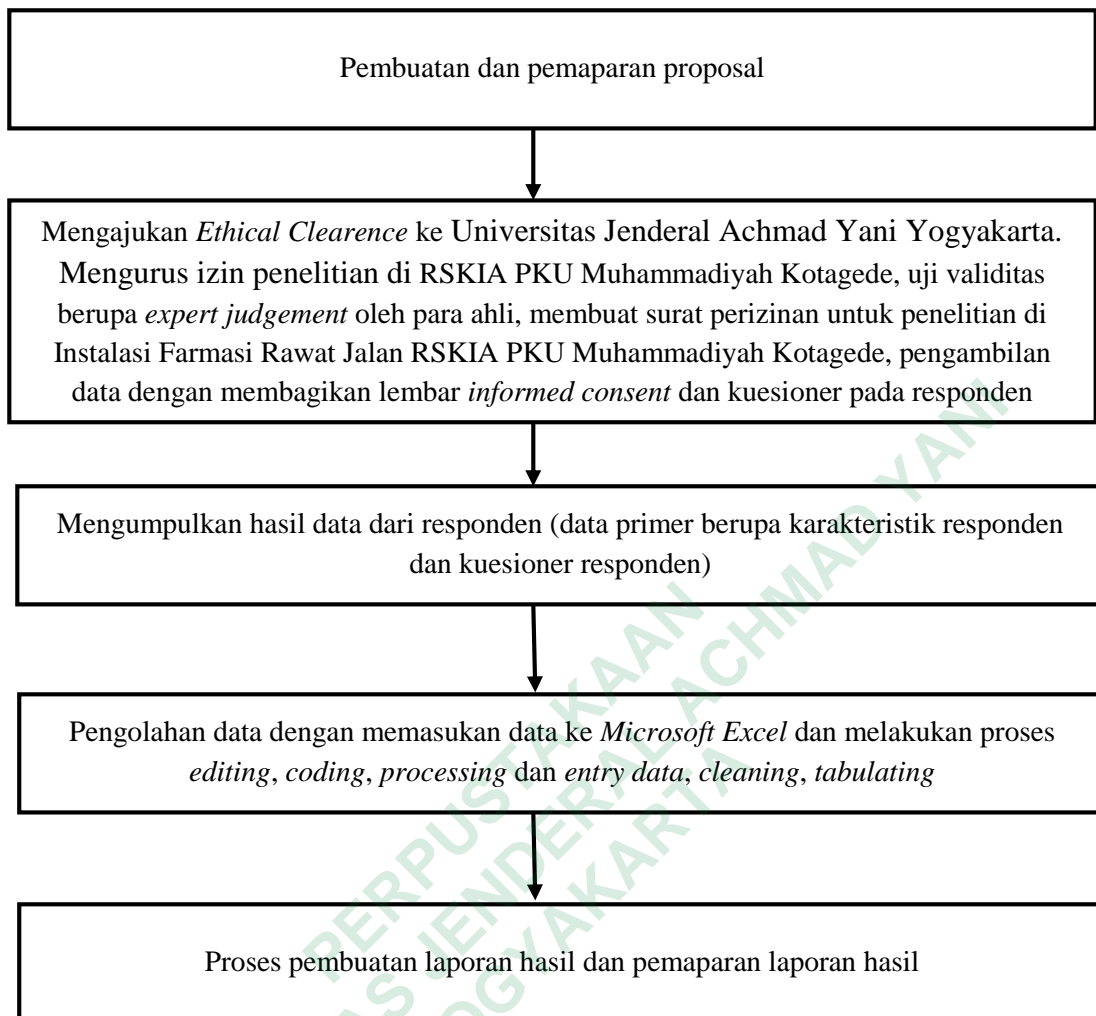 Pembuatan dan pemaparan proposal
Mengajukan Ethical Clearence ke Universitas Jenderal Achmad Yani Yogyakarta.
Mengurus izin penelitian di RSKIA PKU Muhammadiyah Kotagede, uji validitas
berupa expert judgement oleh para ahli, membuat surat perizinan untuk penelitian di
Instalasi Farmasi Rawat Jalan RSKIA PKU Muhammadiyah Kotagede, pengambilan
data dengan membagikan lembar informed consent dan kuesioner pada responden
Mengumpulkan hasil data dari responden (data primer berupa karakteristik responden
dan kuesioner responden)
Pengolahan data dengan memasukan data ke Microsoft Excel dan melakukan proses
editing, coding, processing dan entry data, cleaning, tabulating
Proses pembuatan laporan hasil dan pemaparan laporan hasil
PERPUSTAKAAN
AS JENDERAL ACHMAD YANI
OGYAKARTA